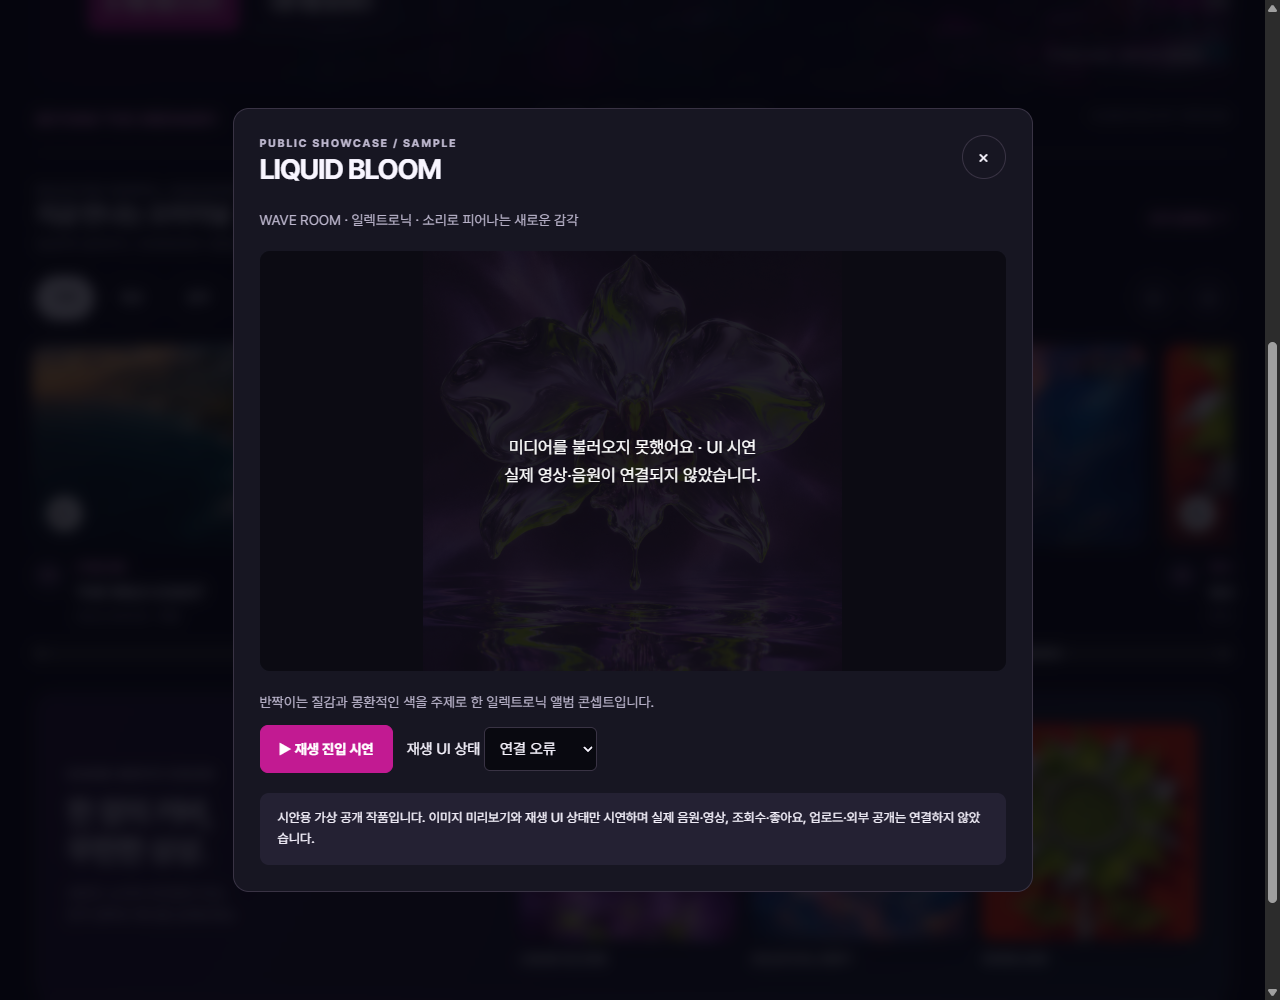 PUBLIC SHOWCASE / SAMPLE
LIQUID BLOOM
×
WAVE ROOM · 일렉트로닉 · 소리로 피어나는 새로운 감각
미디어를 불러오지 못했어요 · UI 시연
실제 영상·음원이 연결되지 않았습니다.
반짝이는 질감과 몽환적인 색을 주제로 한 일렉트로닉 앨범 콘셉트입니다.
▶ 재생 진입 시연 재생 UI 상태 연결 오류
시안용 가상 공개 작품입니다. 이미지 미리보기와 재생 UI 상태만 시연하며 실제 음원·영상, 조회수·좋아요, 업로드·외부 공개는 연결하지 않았
습니다.